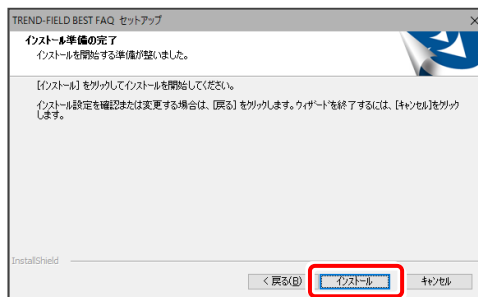 TREND-FIELD BEST FAQ セットアップ
インストール準備の完了
インストールを開始する準備が整いました。
[インストール] をクリックしてインストールを開始してください。
インストール設定を確認または変更する場合は、[戻る] をクリックします。ウィザードを終了するには、[キャンセル]をクリック
します。
InstallShield
< 戻る(B)
インストール
キャンセル